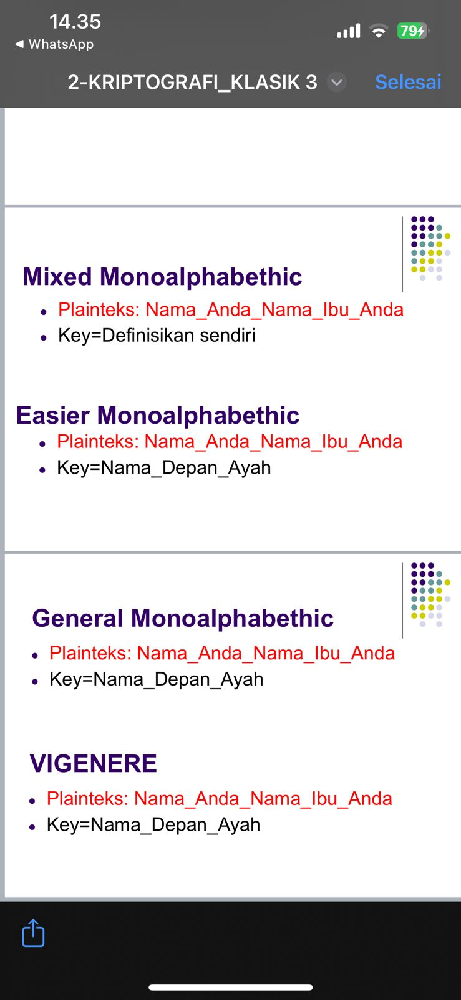 14.35
◀ WhatsApp
79
2-KRIPTOGRAFI_KLASIK 3
Selesai
Mixed Monoalphabethic
• Plainteks: Nama_Anda_Nama_Ibu_Anda
• Key=Definisikan sendiri
Easier Monoalphabethic
• Plainteks: Nama_Anda_Nama_Ibu_Anda
• Key=Nama_Depan_Ayah
General Monoalphabethic
• Plainteks: Nama_Anda_Nama_Ibu_Anda
• Key=Nama_Depan_Ayah
VIGENERE
• Plainteks: Nama_Anda_Nama_Ibu_Anda
• Key=Nama_Depan_Ayah